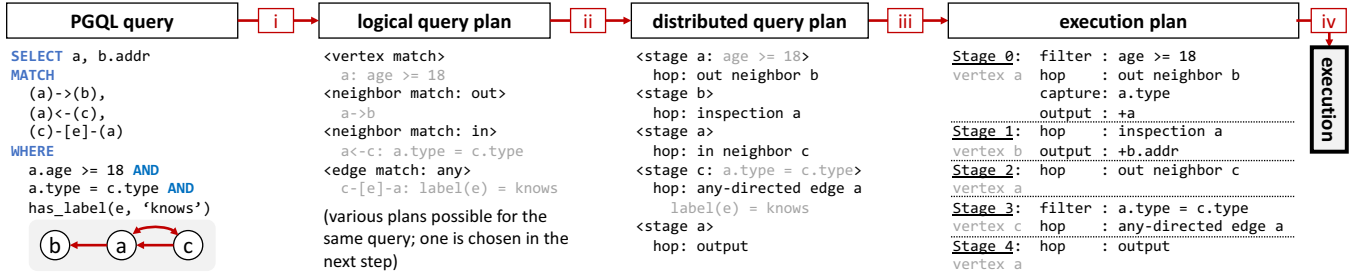 PGQL query
i
logical query plan
ii
distributed query plan
iii
execution plan
iv
SELECT a, b.addr
MATCH
(a)->(b),
(a)<-(c),
(c)-[e]-(a)
WHERE
a.age >= 18 AND
a.type = c.type AND
has_label(e, ‘knows’)
b
a
c
<vertex match>
a: age >= 18
<neighbor match: out>
a->b
<neighbor match: in>
a<-c: a.type = c.type
<edge match: any>
c-[e]-a: label(e) = knows
(various plans possible for the
same query; one is chosen in the
next step)
<stage a: age >= 18>
hop: out neighbor b
<stage b>
hop: inspection a
<stage a>
hop: in neighbor c
<stage c: a.type = c.type>
hop: any-directed edge a
label(e) = knows
<stage a>
hop: output
Stage 0: filter : age >= 18
vertex a hop : out neighbor b
capture: a.type
output : +a
Stage 1: hop : inspection a
vertex b output : +b.addr
Stage 2: hop : out neighbor c
vertex a
Stage 3: filter : a.type = c.type
vertex c hop : any-directed edge a
Stage 4: hop : output
vertex a
execution